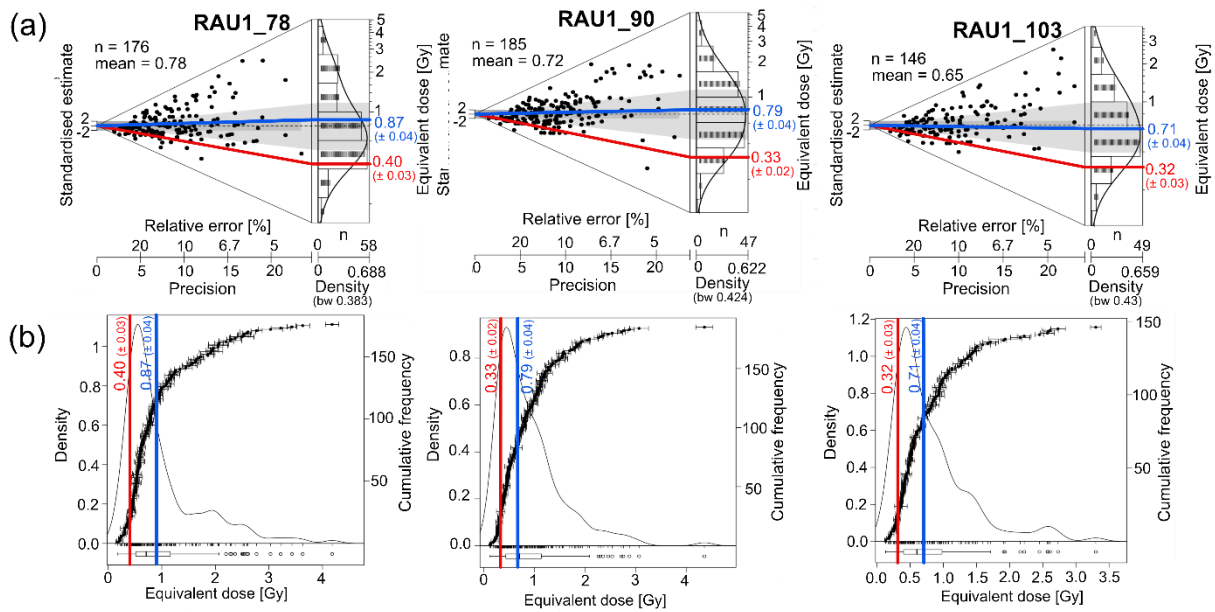 (a)
RAU1_78
n = 176
mean = 0.78
Standardised estimate
2
-2
5
4
3
2
1
0.87
(± 0.04)
0.40
(± 0.03)
Equivalent dose [Gy]
Relative error [%]
20 10 6.7 5
0 5 10 15 20
Precision
n
0 58
0 0.688
Density
(bw 0.383)
RAU1_90
n = 185
mean = 0.72
mate
Star
2
-2
5
4
3
2
1
0.79
(± 0.04)
0.33
(± 0.02)
Equivalent dose [Gy]
Relative error [%]
20 10 6.7 5
0 5 10 15 20
Precision
n
0 47
0 0.622
Density
(bw 0.424)
RAU1_103
n = 146
mean = 0.65
Standardised estimate
2
-2
3
2
1
0.71
(± 0.04)
0.32
(± 0.03)
Equivalent dose [Gy]
Relative error [%]
20 10 6.7 5
0 5 10 15 20
Precision
n
0 49
0 0.659
Density
(bw 0.43)
(b)
Density
1
0.8
0.6
0.4
0.2
0.0
0.40 (± 0.03)
0.87 (± 0.04)
150
100
50
Cumulative frequency
0 1 2 3 4
Equivalent dose [Gy]
Density
0.8
0.6
0.4
0.2
0.0
0.33 (± 0.02)
0.79 (± 0.04)
150
100
50
Cumulative frequency
0 1 2 3 4
Equivalent dose [Gy]
Density
1.2
1.0
0.8
0.6
0.4
0.2
0.0
0.32 (± 0.03)
0.71 (± 0.04)
150
100
50
Cumulative frequency
0.0 0.5 1.0 1.5 2.0 2.5 3.0 3.5
Equivalent dose [Gy]